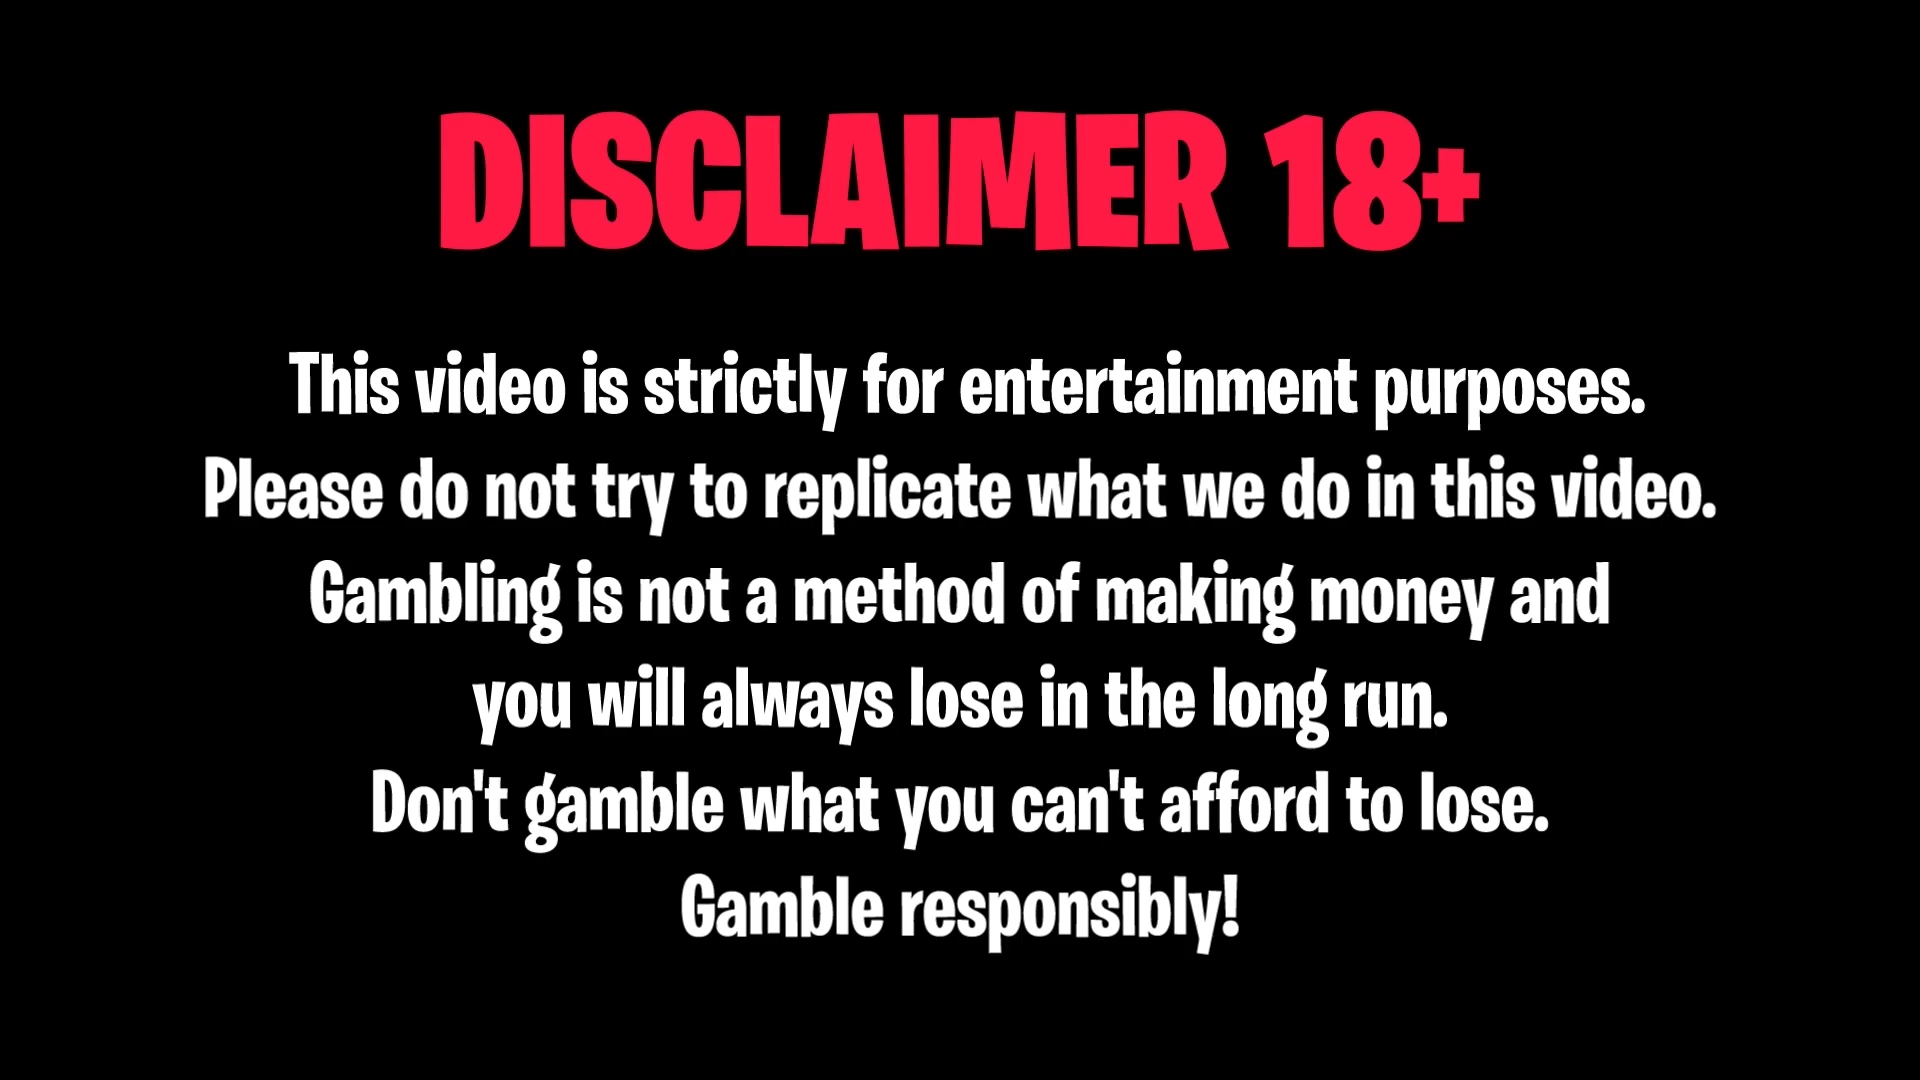 DISCLAIMER 18+
This video is strictly for entertainment purposes.
Please do not try to replicate what we do in this video.
Gambling is not a method of making money and
you will always lose in the long run.
Don't gamble what you can't afford to lose.
Gamble responsibly!